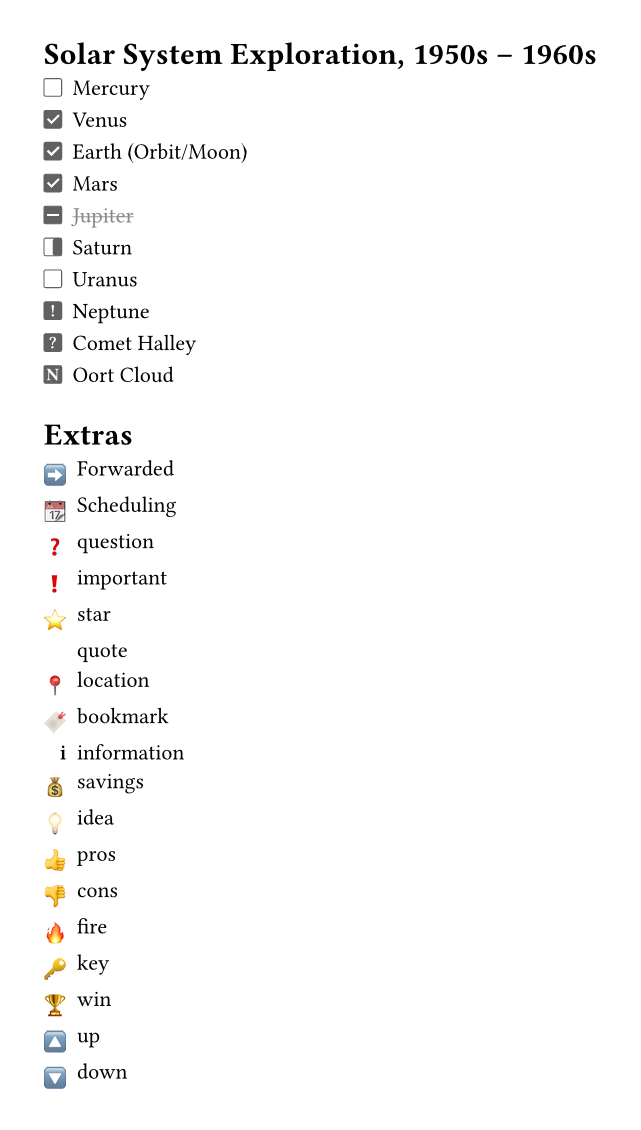 Solar System Exploration, 1950s – 1960s
Mercury
Venus
Earth (Orbit/Moon)
Mars
Jupiter
Saturn
Uranus
! Neptune
? Comet Halley
N Oort Cloud
Extras
➡️ Forwarded
📆 Scheduling
❓ question
❗ important
⭐ star
quote
📍 location
🔖 bookmark
i information
💰 savings
💡 idea
👍 pros
👎 cons
🔥 fire
🔑 key
🏆 win
🔼 up
🔽 down